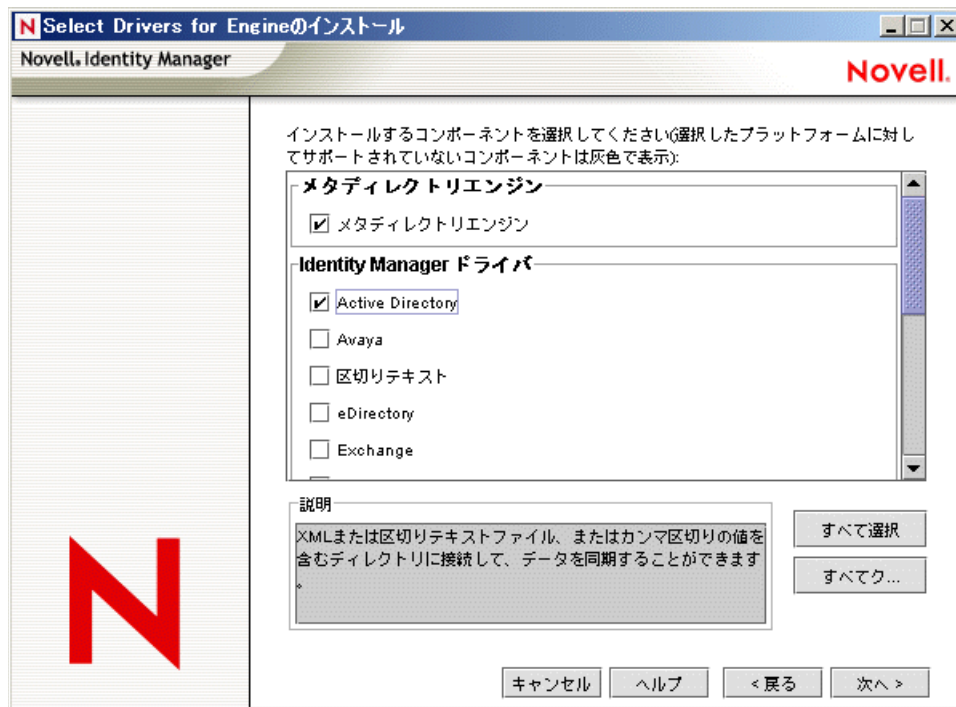 N Select Drivers for Engineのインストール
Novell. Identity Manager
Novell.
インストールするコンポーネントを選択してください(選択したプラットフォームに対し
てサポートされていないコンポーネントは灰色で表示):
メタディレクトリエンジン
メタディレクトリエンジン
Identity Manager ドライバ
Active Directory
Avaya
区切りテキスト
eDirectory
Exchange
説明
XMLまたは区切りテキストファイル、またはカンマ区切りの値を
含むディレクトリに接続して、データを同期することができます
。
すべて選択
すべてク...
N
キャンセル
ヘルプ
< 戻る
次へ >